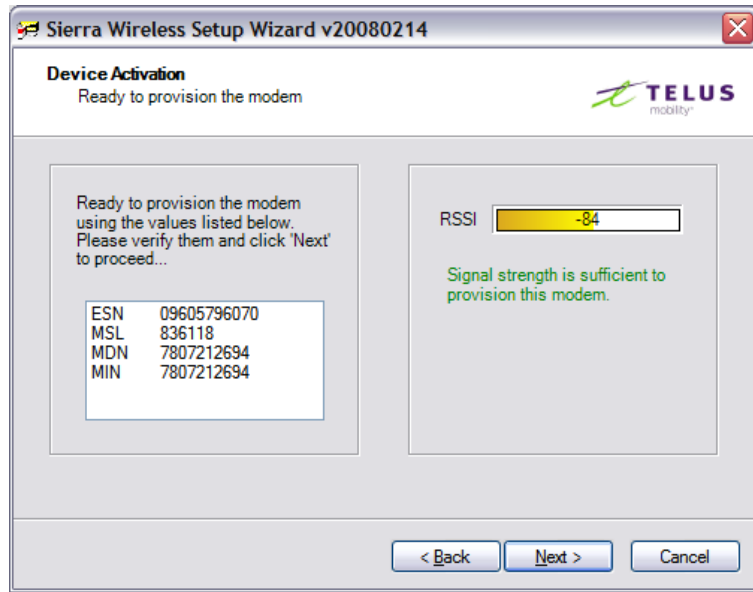 Sierra Wireless Setup Wizard v20080214
Device Activation
Ready to provision the modem
TELUS
mobility
Ready to provision the modem
using the values listed below.
Please verify them and click 'Next'
to proceed...
ESN 09605796070
MSL 836118
MDN 7807212694
MIN 7807212694
RSSI -84
Signal strength is sufficient to
provision this modem.
< Back Next > Cancel